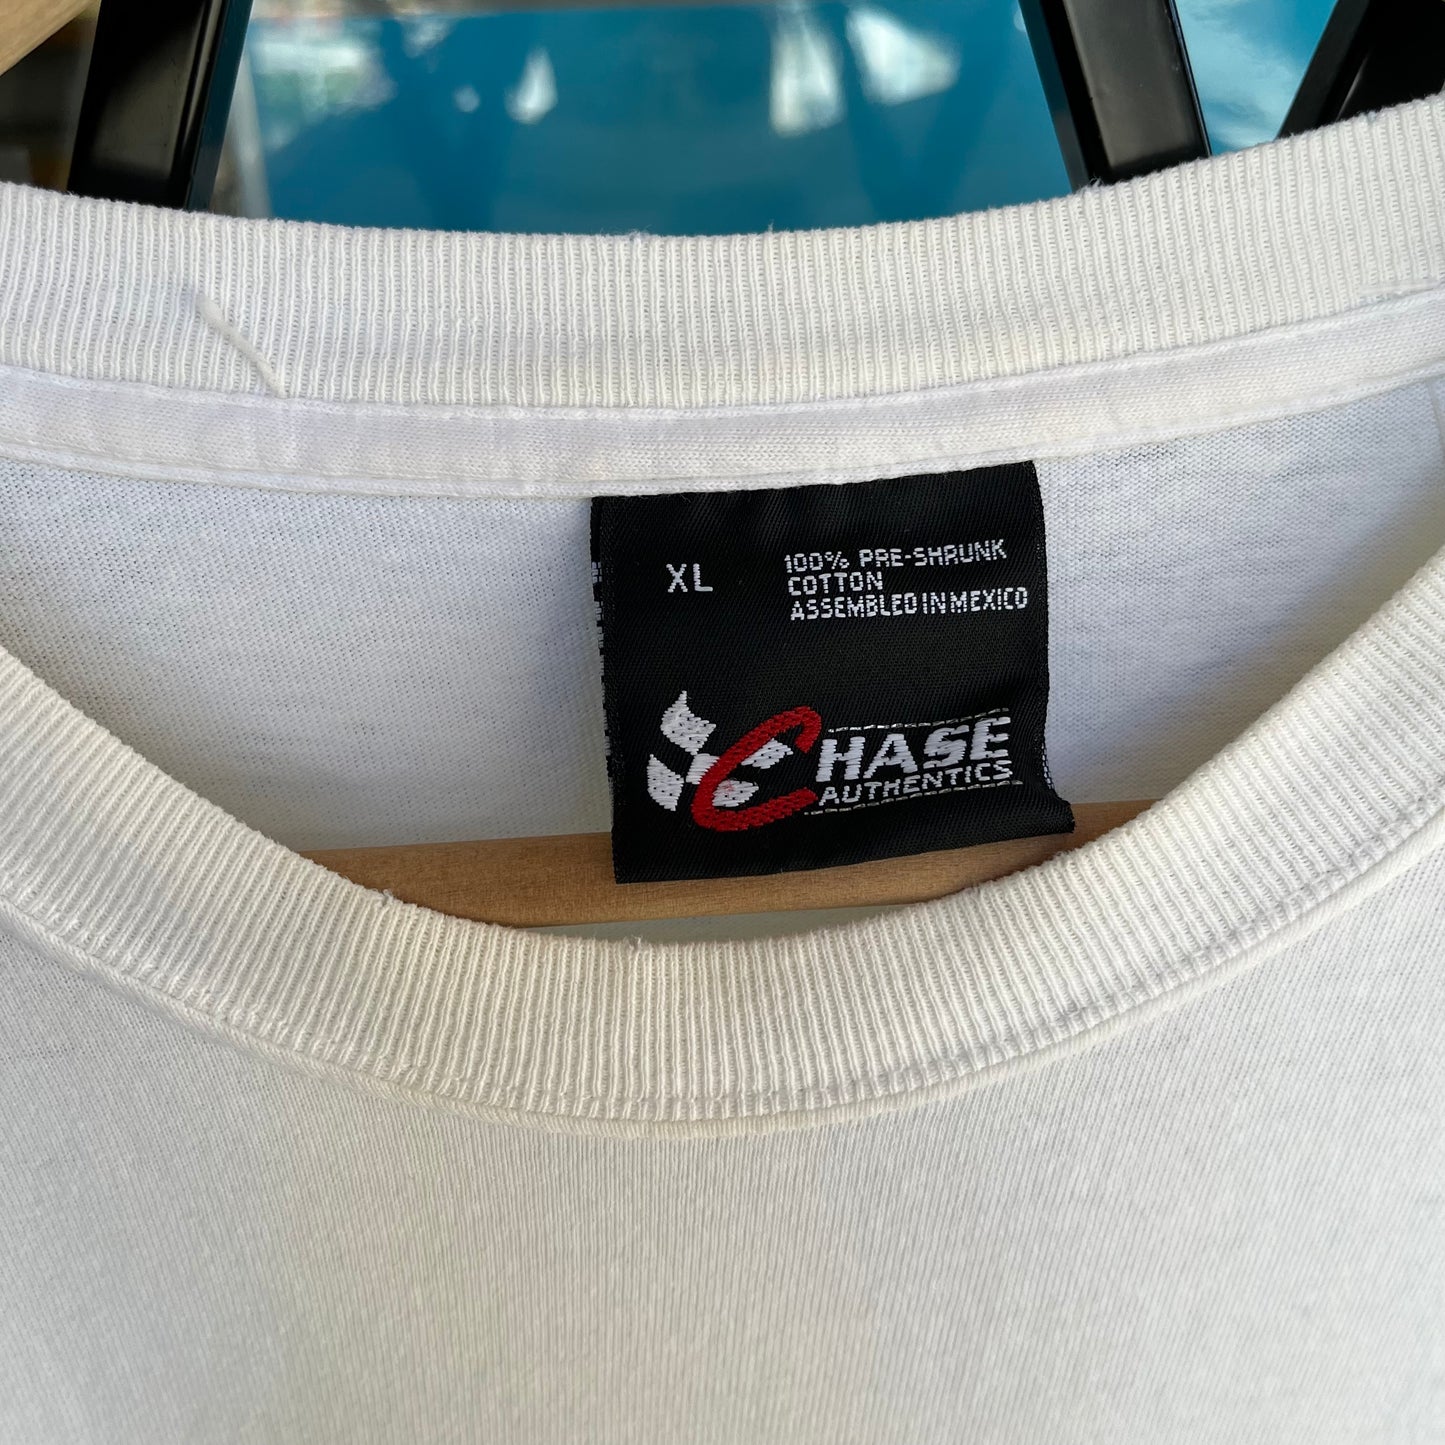 XL
100% PRE-SHRUNK
COTTON
ASSEMBLED IN MEXICO
CHASE
AUTHENTICS